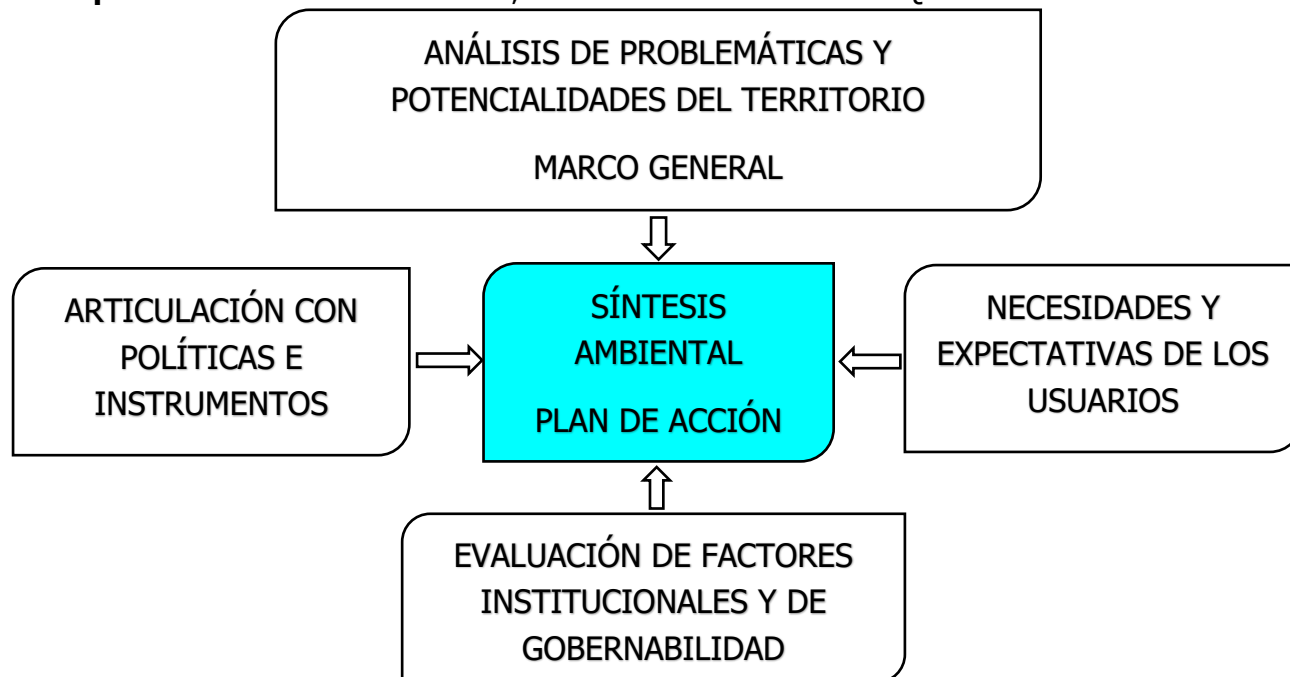 ANÁLISIS DE PROBLEMÁTICAS Y
POTENCIALIDADES DEL TERRITORIO
MARCO GENERAL
ARTICULACIÓN CON
POLÍTICAS E
INSTRUMENTOS
SÍNTESIS
AMBIENTAL
PLAN DE ACCIÓN
NECESIDADES Y
EXPECTATIVAS DE LOS
USUARIOS
EVALUACIÓN DE FACTORES
INSTITUCIONALES Y DE
GOBERNABILIDAD